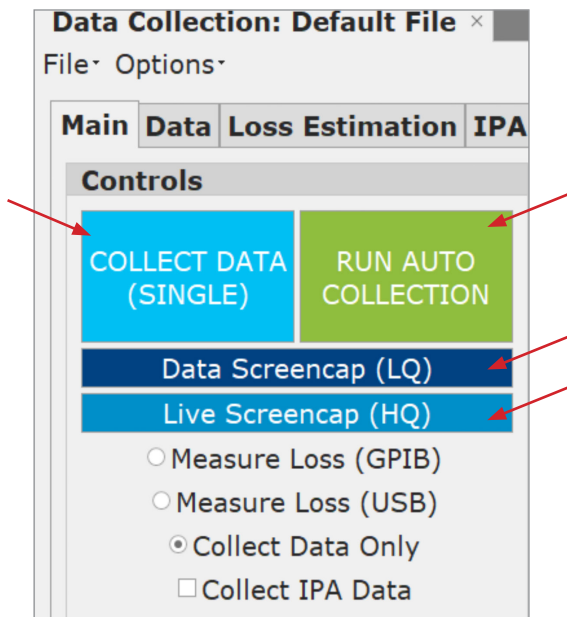 Data Collection: Default File ×
File Options
Main Data Loss Estimation IPA
Controls
COLLECT DATA
(SINGLE)
RUN AUTO
COLLECTION
Data Screencap (LQ)
Live Screencap (HQ)
Measure Loss (GPIB)
Measure Loss (USB)
Collect Data Only
Collect IPA Data